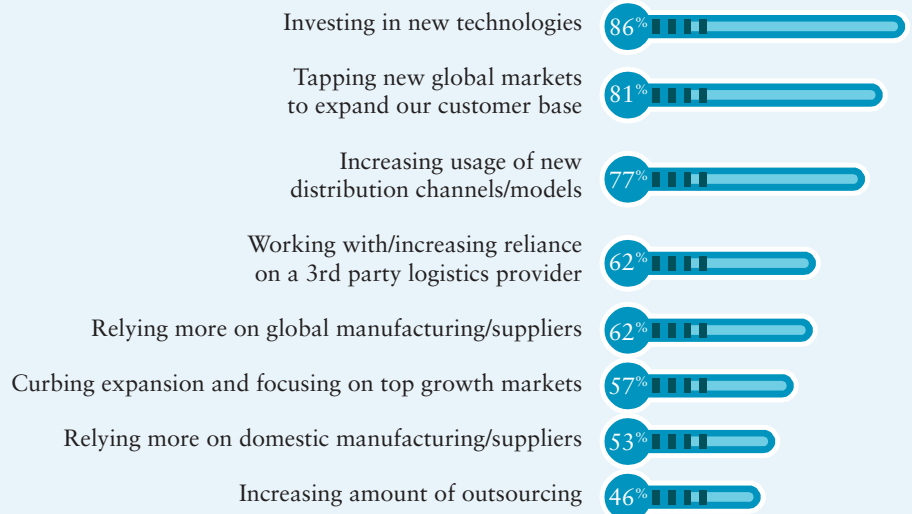 Investing in new technologies 86%
Tapping new global markets
to expand our customer base 81%
Increasing usage of new
distribution channels/models 77%
Working with/increasing reliance
on a 3rd party logistics provider 62%
Relying more on global manufacturing/suppliers 62%
Curbing expansion and focusing on top growth markets 57%
Relying more on domestic manufacturing/suppliers 53%
Increasing amount of outsourcing 46%